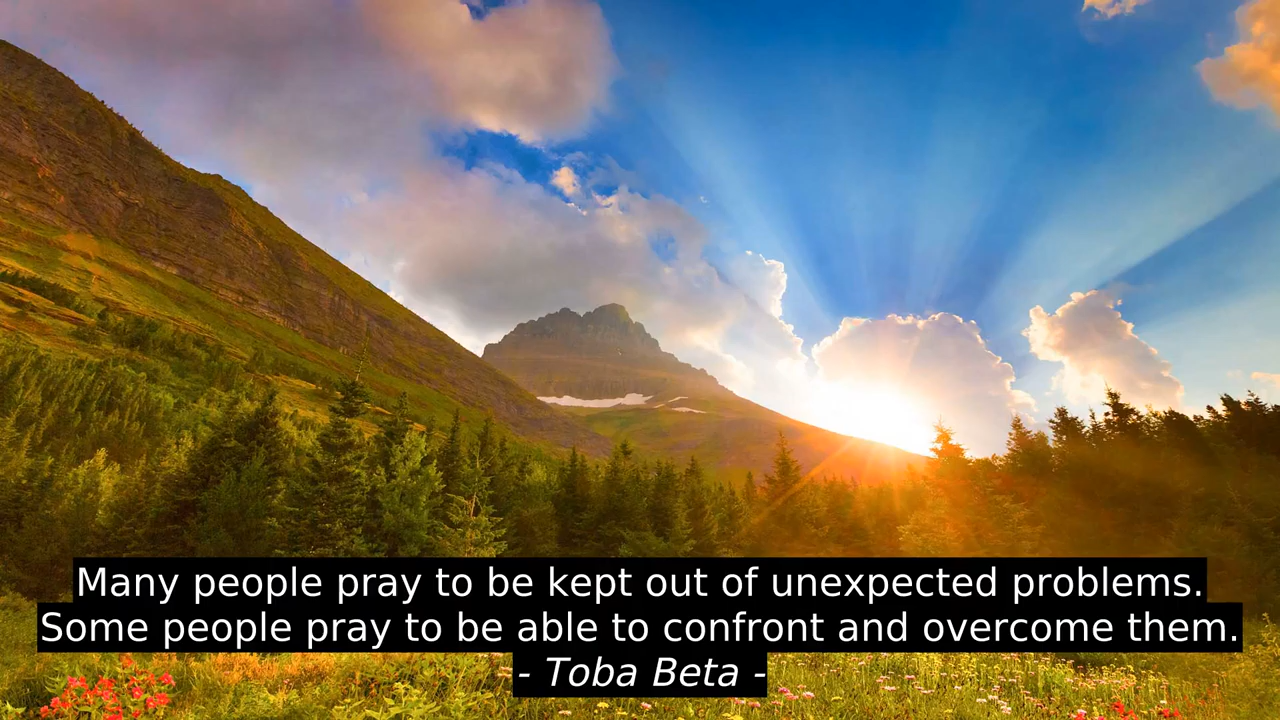 Many people pray to be kept out of unexpected problems.
Some people pray to be able to confront and overcome them.
- Toba Beta -